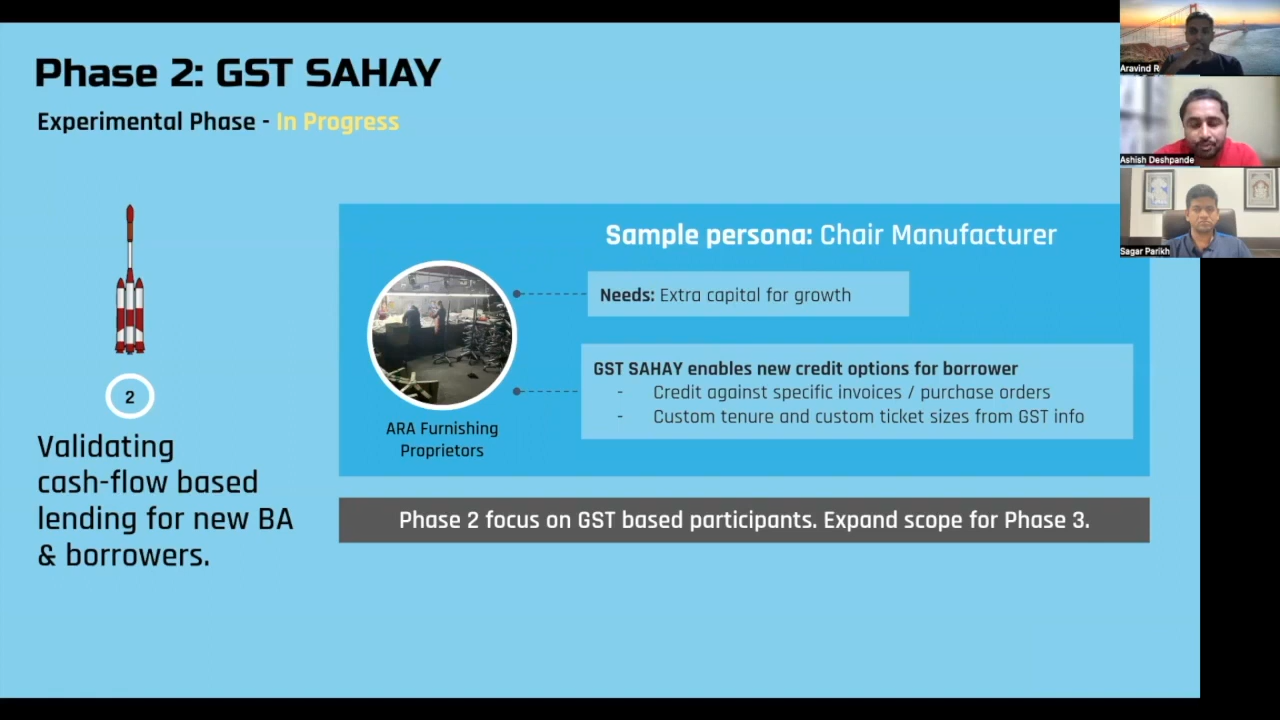 Phase 2: GST SAHAY
Experimental Phase - In Progress
2
Validating
cash-flow based
lending for new BA
& borrowers.
Sample persona: Chair Manufacturer
Needs: Extra capital for growth
GST SAHAY enables new credit options for borrower
- Credit against specific invoices / purchase orders
- Custom tenure and custom ticket sizes from GST info
ARA Furnishing
Proprietors
Phase 2 focus on GST based participants. Expand scope for Phase 3.
Aravind R
Ashish Deshpande
Sagar Parikh